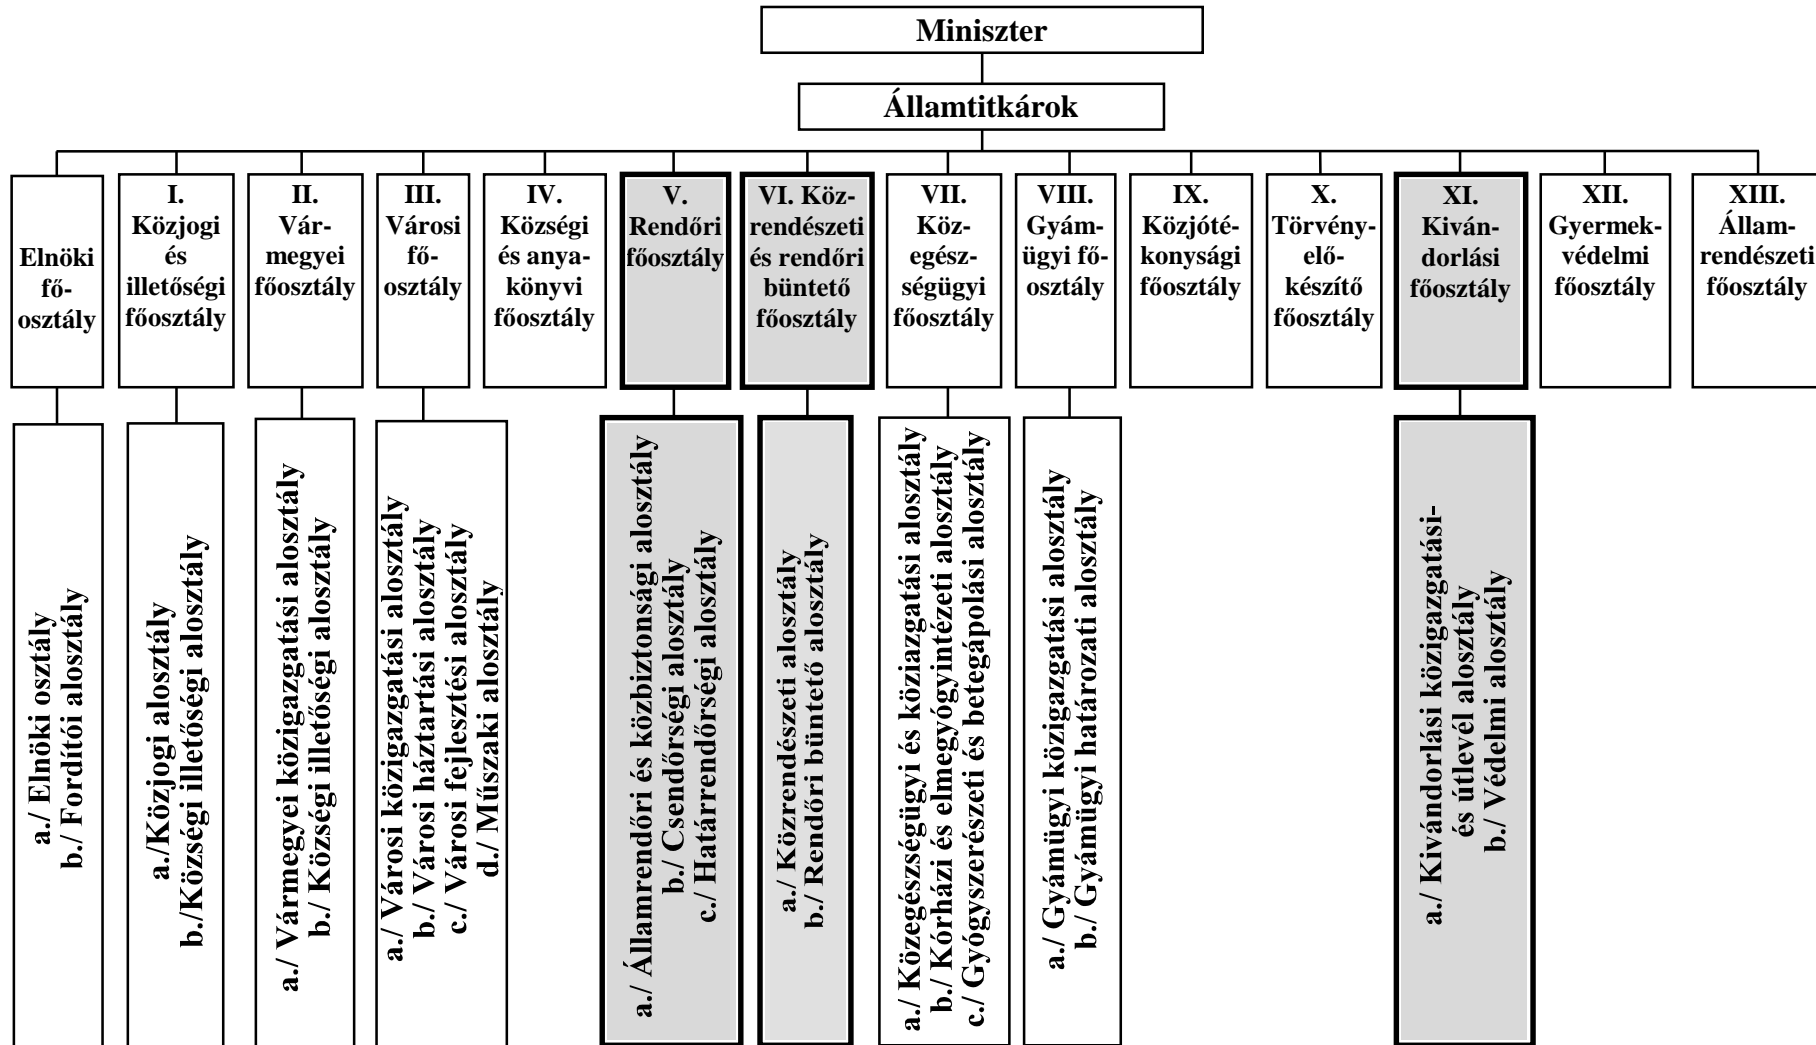 Miniszter
Államtitkárok
Elnöki
fő-
osztály
I.
Közjogi
és
illetőségi
főosztály
II.
Vár-
megyei
főosztály
III.
Városi
fő-
osztály
IV.
Községi
és anya-
könyvi
főosztály
V.
Rendőri
főosztály
VI. Köz-
rendészeti
és rendőri
büntető
főosztály
VII.
Köz-
egész-
ségügyi
főosztály
VIII.
Gyám-
ügyi fő-
osztály
IX.
Közjóté-
konysági
főosztály
X.
Törvény-
elő-
készítő
főosztály
XI.
Kiván-
dorlási
főosztály
XII.
Gyermek-
védelmi
főosztály
XIII.
Állam-
rendészeti
főosztály
a./ Elnöki osztály
b./ Fordítói alosztály
a./Közjogi alosztály
b./Községi illetőségi alosztály
a./ Vármegyei közigazgatási alosztály
b./ Községi illetőségi alosztály
a./ Városi közigazgatási alosztály
b./ Városi háztartási alosztály
c./ Városi fejlesztési alosztály
d./ Műszaki alosztály
a./ Államrendőri és közbiztonsági alosztály
b./ Csendőrségi alosztály
c./ Határrendőrségi alosztály
a./ Közrendészeti alosztály
b./ Rendőri büntető alosztály
a./ Közegészségügyi és köziazgatási alosztály
b./ Kórházi és elmegyógyintézeti alosztály
c./ Gyógyszerészeti és betegápolási alosztály
a./ Gyámügyi közigazgatási alosztály
b./ Gyámügyi határozati alosztály
a./ Kivándorlási közigazgatási-
és útlevél alosztály
b./ Védelmi alosztály